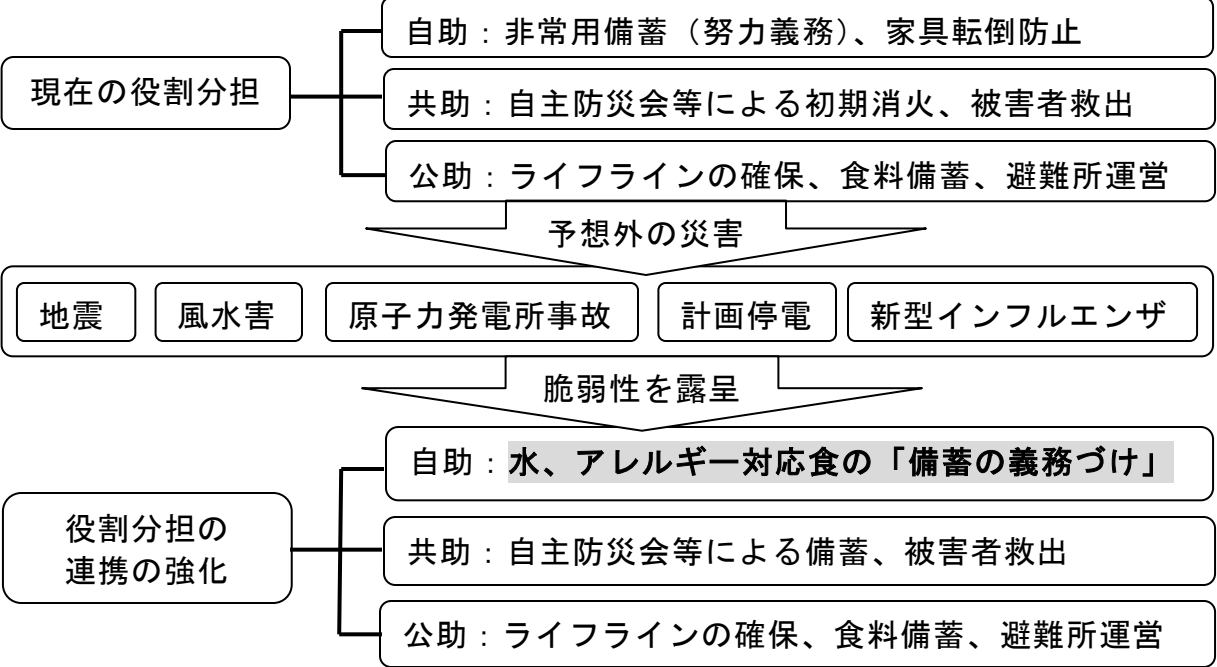 自助：非常用備蓄（努力義務）、家具転倒防止
現在の役割分担
共助：自主防災会等による初期消火、被害者救出
公助：ライフラインの確保、食料備蓄、避難所運営
予想外の災害
地震
風水害
原子力発電所事故
計画停電
新型インフルエンザ
脆弱性を露呈
自助：水、アレルギー対応食の「備蓄の義務づけ」
役割分担の
連携の強化
共助：自主防災会等による備蓄、被害者救出
公助：ライフラインの確保、食料備蓄、避難所運営